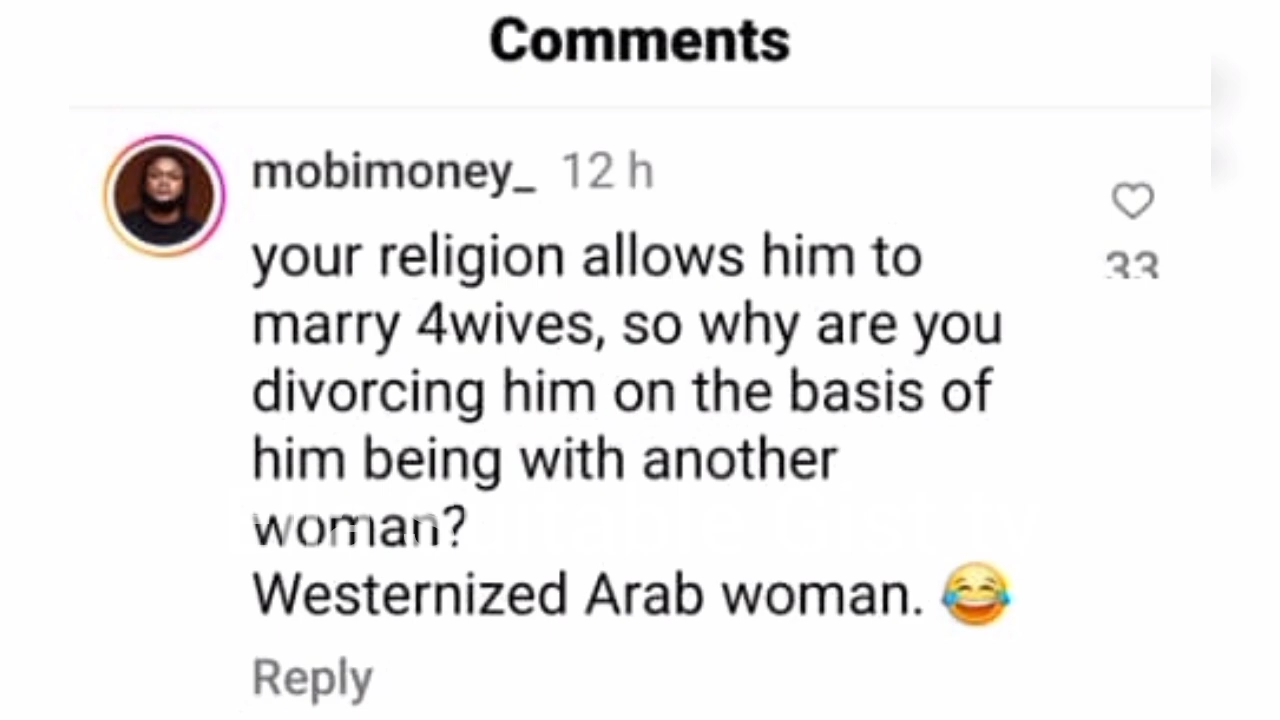 Comments
mobimoney_ 12 h
your religion allows him to
marry 4wives, so why are you
divorcing him on the basis of
him being with another
woman?
Westernized Arab woman. 😂
33
Reply